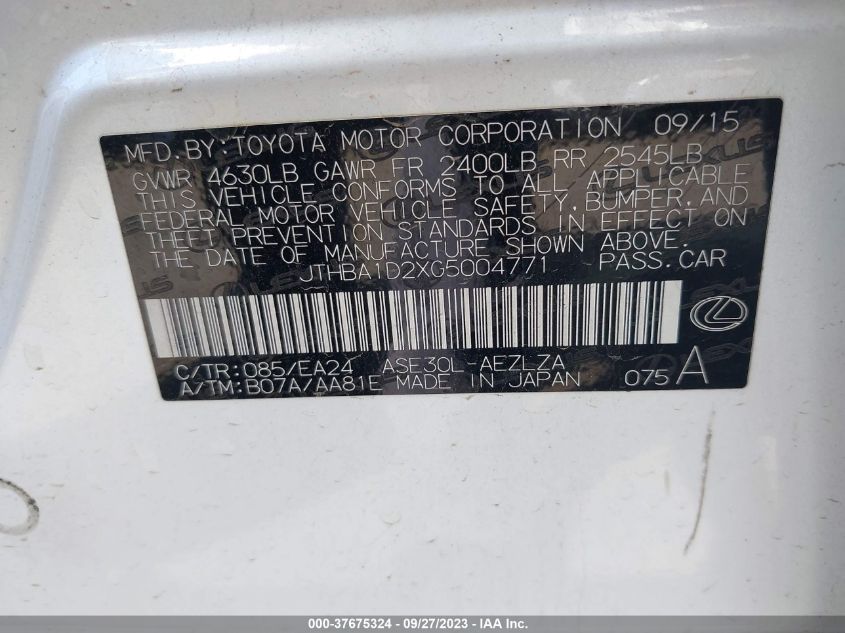 MFD. BY: TOYOTA MOTOR CORPORATION 09/15
GVWR 4630LB GAWR FR 2400LB RR 2545LB
THIS VEHICLE CONFORMS TO ALL APPLICABLE
FEDERAL MOTOR VEHICLE SAFETY, BUMPER, AND
THEFT PREVENTION STANDARDS IN EFFECT ON
THE DATE OF MANUFACTURE SHOWN ABOVE.
JTHBA1D2XG5004771 PASS. CAR
C/TR: 085/EA24 ASE30L-AEZLZA
A/TM: B07A/AA81E MADE IN JAPAN 075 A
000-37675324 - 09/27/2023 - IAA Inc.